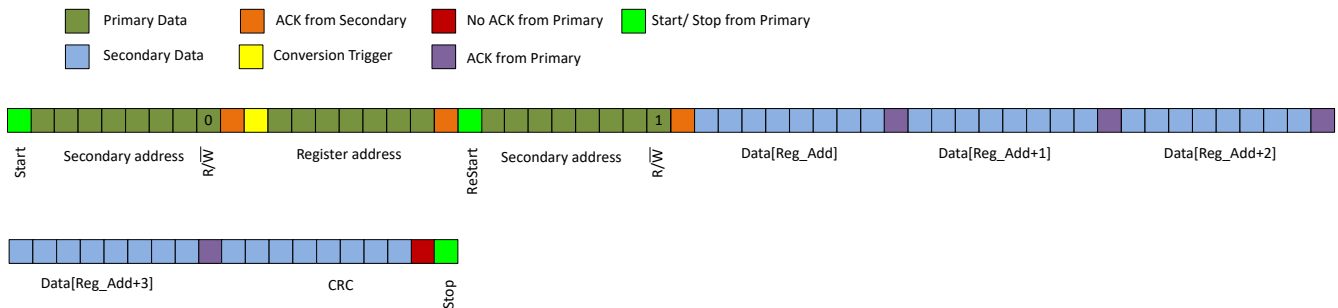 Primary Data
ACK from Secondary
No ACK from Primary
Start/ Stop from Primary
Secondary Data
Conversion Trigger
ACK from Primary
0
1
Start
Secondary address
R/W
Register address
ReStart
Secondary address
R/W
Data[Reg_Add]
Data[Reg_Add+1]
Data[Reg_Add+2]
Data[Reg_Add+3]
CRC
Stop